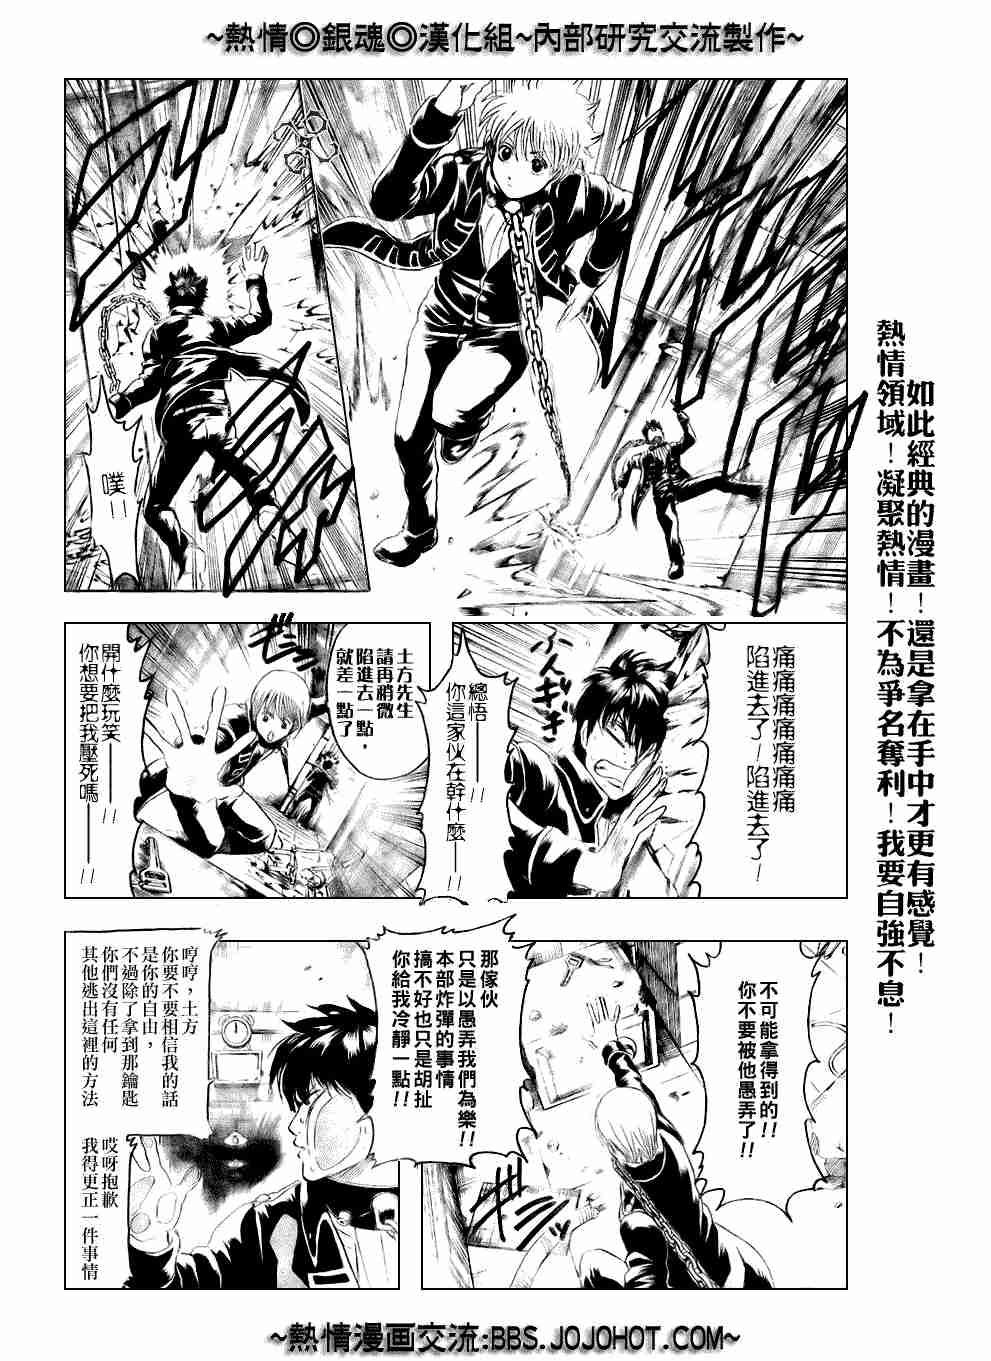 ~熱情◎銀魂◎漢化組~內部研究交流製作~
如此經典的漫畫！還是拿在手中才更有感覺！
熱情領域！凝聚熱情！不為爭名奪利！我要自強不息！
噗!!
痛痛痛痛痛痛痛痛
陷進去了!陷進去了!
ふんぎぎ
總悟——
你這家伙在幹什麼——!!
土方先生
請再稍微
陷進去一點,
就差一點了
開什麼玩笑——!!
你想要把我壓死嗎——!!
不可能拿得到的!!
你不要被他愚弄了!!
那傢伙
只是以愚弄我們為樂!!
本部炸彈的事情
搞不好也只是胡扯
你給我冷靜一點!!
哼哼，土方
你要不要相信我的話
是你的自由，
不過除了拿到那鑰匙
你們沒有任何
其他逃出這裡的方法
哎呀抱歉
我得更正一件事情
~熱情漫画交流:BBS.JOJOHOT.COM~